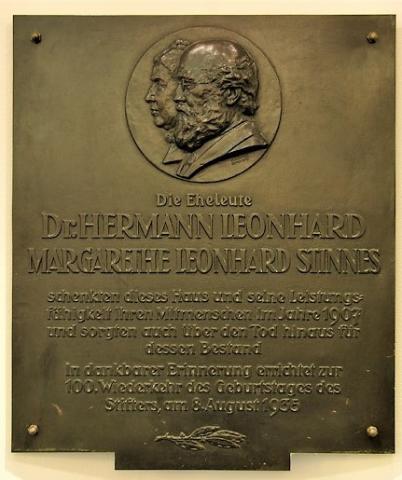 Die Eheleute
Dr. HERMANN LEONHARD
MARGARETHE LEONHARD STINNES
schenkten dieses Haus und seine Leistungs=
fähigkeit Ihren Mitmenschen im Jahre 1907
und sorgten auch über den Tod hinaus für
dessen Bestand
In dankbarer Erinnerung errichtet zur
100. Wiederkehr des Geburtstages des
Stifters, am 8. August 1935